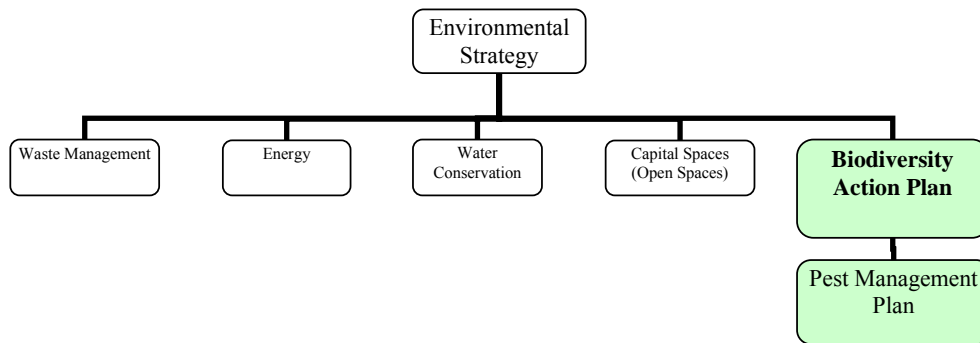 Environmental
Strategy
Waste Management
Energy
Water
Conservation
Capital Spaces
(Open Spaces)
Biodiversity
Action Plan
Pest Management
Plan